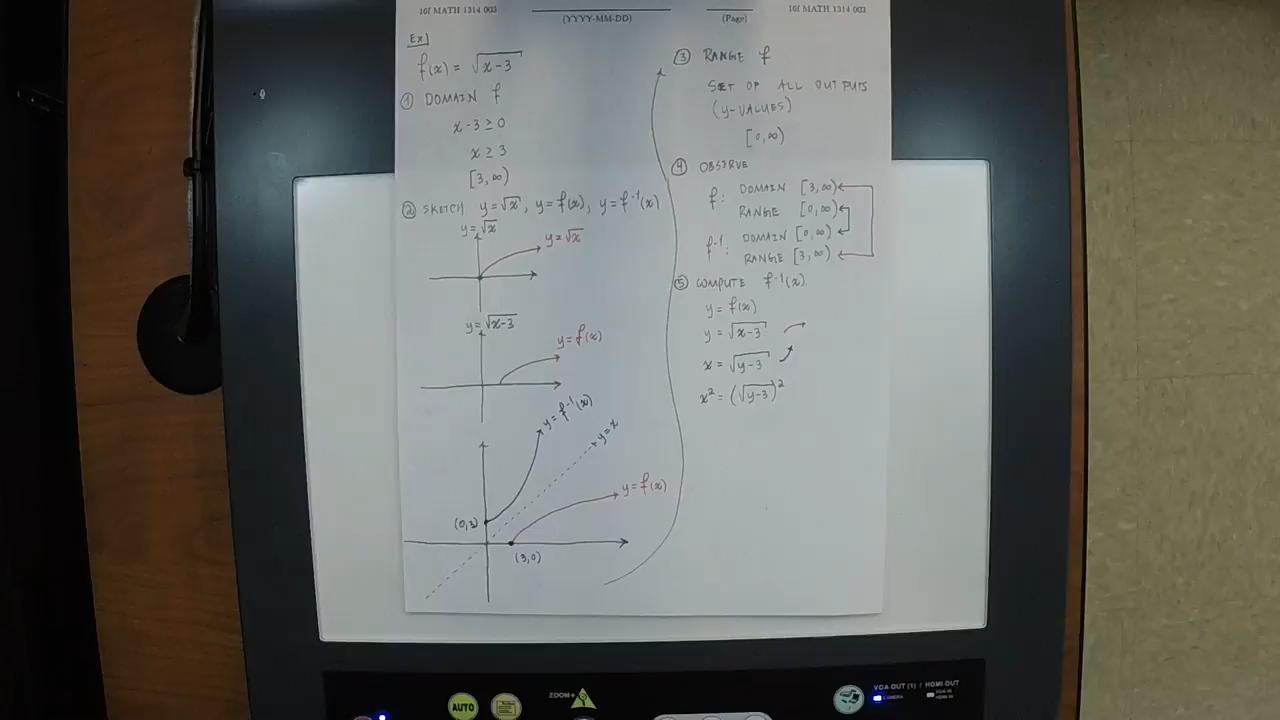 16f MATH 1314 003
(YYYY-MM-DD)
(Page)
16f MATH 1314 003
Ex1
f(x) = √(x-3)
① DOMAIN f
x-3 ≥ 0
x ≥ 3
[3,∞)
② SKETCH y=√x, y=f(x), y=f⁻¹(x)
y=√x
y=√x
y=√(x-3)
y=f(x)
y=f⁻¹(x)
y=x
y=f(x)
(0,3)
(3,0)
③ RANGE f
SET OF ALL OUTPUTS
(y-VALUES)
[0,∞)
④ OBSERVE
f: DOMAIN [3,∞)
RANGE [0,∞)
f⁻¹: DOMAIN [0,∞)
RANGE [3,∞)
⑤ COMPUTE f⁻¹(x).
y = f(x)
y = √(x-3)
x = √(y-3)
x² = (√(y-3))²
AUTO
ZOOM+
VGA OUT (1) / HDMI OUT